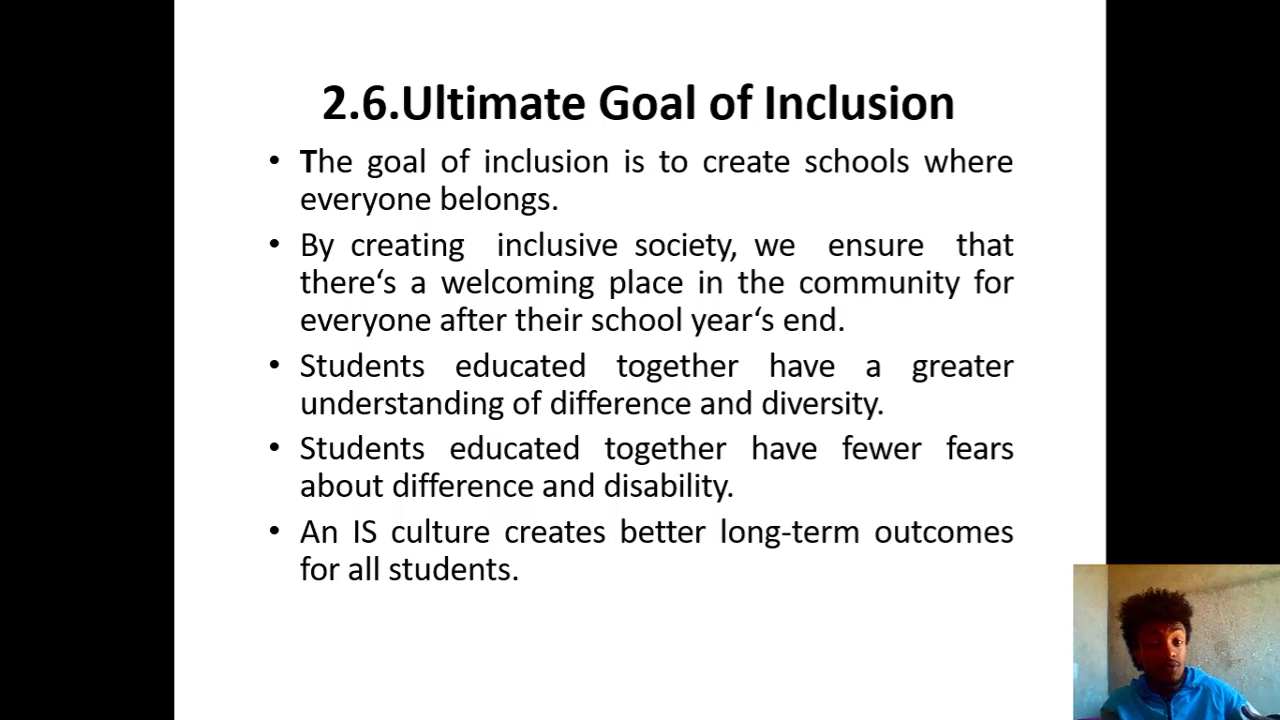 2.6.Ultimate Goal of Inclusion
• The goal of inclusion is to create schools where
everyone belongs.
• By creating inclusive society, we ensure that
there‘s a welcoming place in the community for
everyone after their school year‘s end.
• Students educated together have a greater
understanding of difference and diversity.
• Students educated together have fewer fears
about difference and disability.
• An IS culture creates better long-term outcomes
for all students.